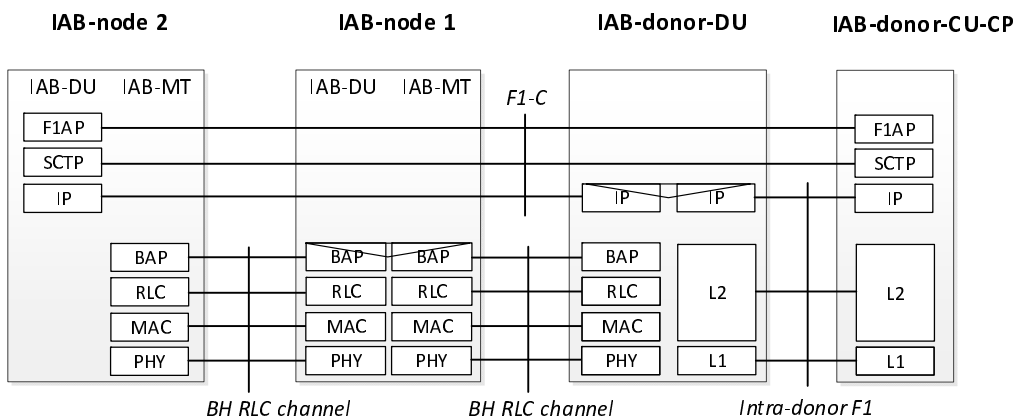 IAB-node 2 IAB-node 1 IAB-donor-DU IAB-donor-CU-CP
IAB-DU IAB-MT IAB-DU IAB-MT
F1-C
F1AP F1AP
SCTP SCTP
IP IP IP IP
BAP BAP BAP BAP
RLC RLC RLC RLC L2 L2
MAC MAC MAC MAC
PHY PHY PHY PHY L1 L1
BH RLC channel BH RLC channel Intra-donor F1